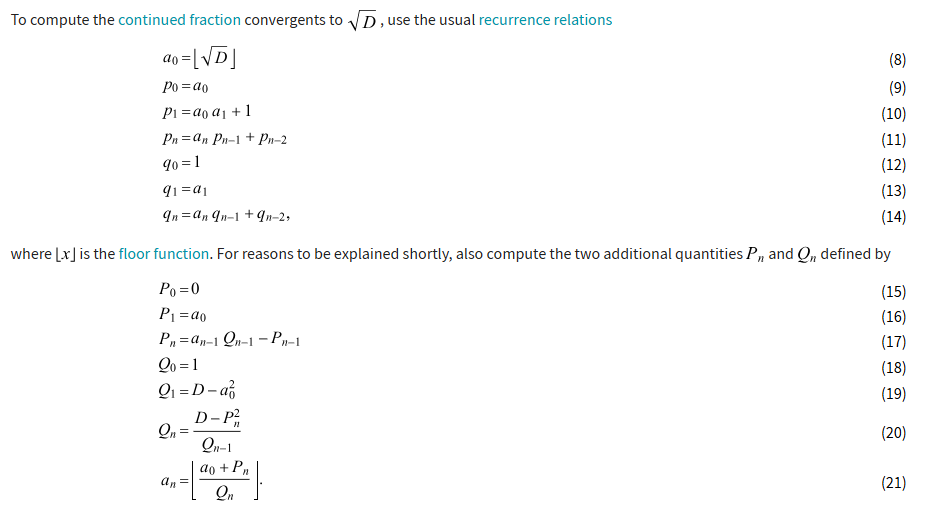 To compute the continued fraction convergents to √D, use the usual recurrence relations
a₀ = ⌊√D⌋ (8)
p₀ = a₀ (9)
p₁ = a₀ a₁ + 1 (10)
pₙ = aₙ pₙ₋₁ + pₙ₋₂ (11)
q₀ = 1 (12)
q₁ = a₁ (13)
qₙ = aₙ qₙ₋₁ + qₙ₋₂, (14)
where ⌊x⌋ is the floor function. For reasons to be explained shortly, also compute the two additional quantities Pₙ and Qₙ defined by
P₀ = 0 (15)
P₁ = a₀ (16)
Pₙ = aₙ₋₁ Qₙ₋₁ − Pₙ₋₁ (17)
Q₀ = 1 (18)
Q₁ = D − a₀² (19)
Qₙ = (D − Pₙ²) / Qₙ₋₁ (20)
aₙ = ⌊(a₀ + Pₙ) / Qₙ⌋. (21)